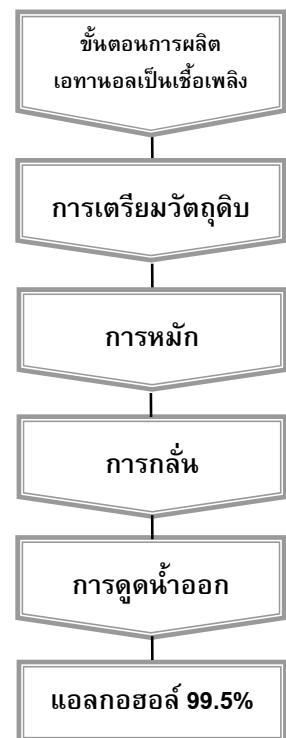 ขั้นตอนการผลิต
เอทานอลเป็นเชื้อเพลิง
การเตรียมวัตถุดิบ
การหมัก
การกลั่น
การดูดน้ำออก
แอลกอฮอล์ 99.5%